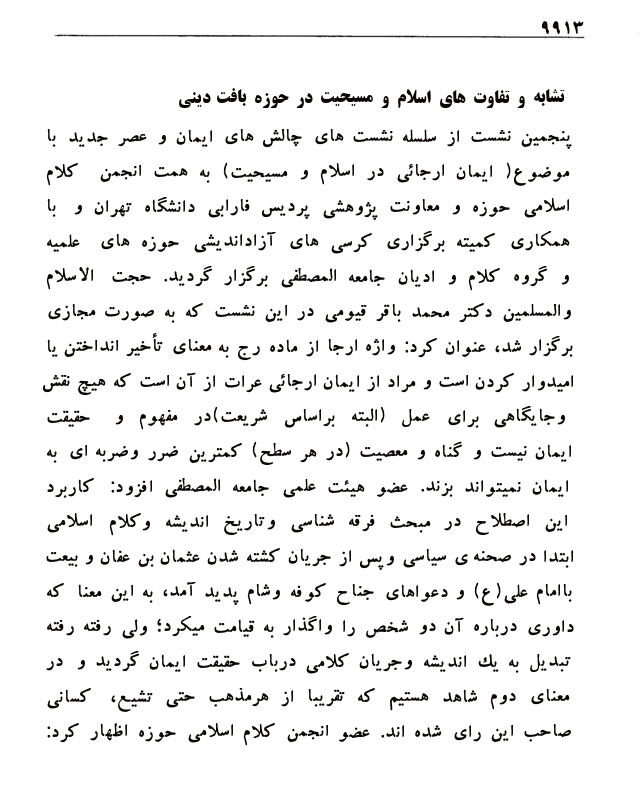 ۹۹۱۳
تشابه و تفاوت های اسلام و مسیحیت در حوزه بافت دینی
پنجمین نشست از سلسله نشست های چالش های ایمان و عصر جدید با
موضوع( ایمان ارجائی در اسلام و مسیحیت) به همت انجمن کلام
اسلامی حوزه و معاونت پژوهشی پردیس فارابی دانشگاه تهران و با
همکاری کمیته برگزاری کرسی های آزاداندیشی حوزه های علمیه
و گروه کلام و ادیان جامعه المصطفی برگزار گردید. حجت الاسلام
والمسلمین دکتر محمد باقر قیومی در این نشست که به صورت مجازی
برگزار شد، عنوان کرد: واژه ارجا از ماده رج به معنای تأخیر انداختن یا
امیدوار کردن است و مراد از ایمان ارجائی عرات از آن است که هیچ نقش
وجایگاهی برای عمل (البته براساس شریعت)در مفهوم و حقیقت
ایمان نیست و گناه و معصیت (در هر سطح) کمترین ضرر وضربه ای به
ایمان نمیتواند بزند. عضو هیئت علمی جامعه المصطفی افزود: کاربرد
این اصطلاح در مبحث فرقه شناسی وتاریخ اندیشه وکلام اسلامی
ابتدا در صحنه ی سیاسی وپس از جریان کشته شدن عثمان بن عفان و بیعت
باامام علی(ع) و دعواهای جناح کوفه وشام پدید آمد، به این معنا که
داوری درباره آن دو شخص را واگذار به قیامت میکرد؛ ولی رفته رفته
تبدیل به یك اندیشه وجریان کلامی درباب حقیقت ایمان گردید و در
معنای دوم شاهد هستیم که تقریبا از هرمذهب حتی تشیع، کسانی
صاحب این رای شده اند. عضو انجمن کلام اسلامی حوزه اظهار کرد: